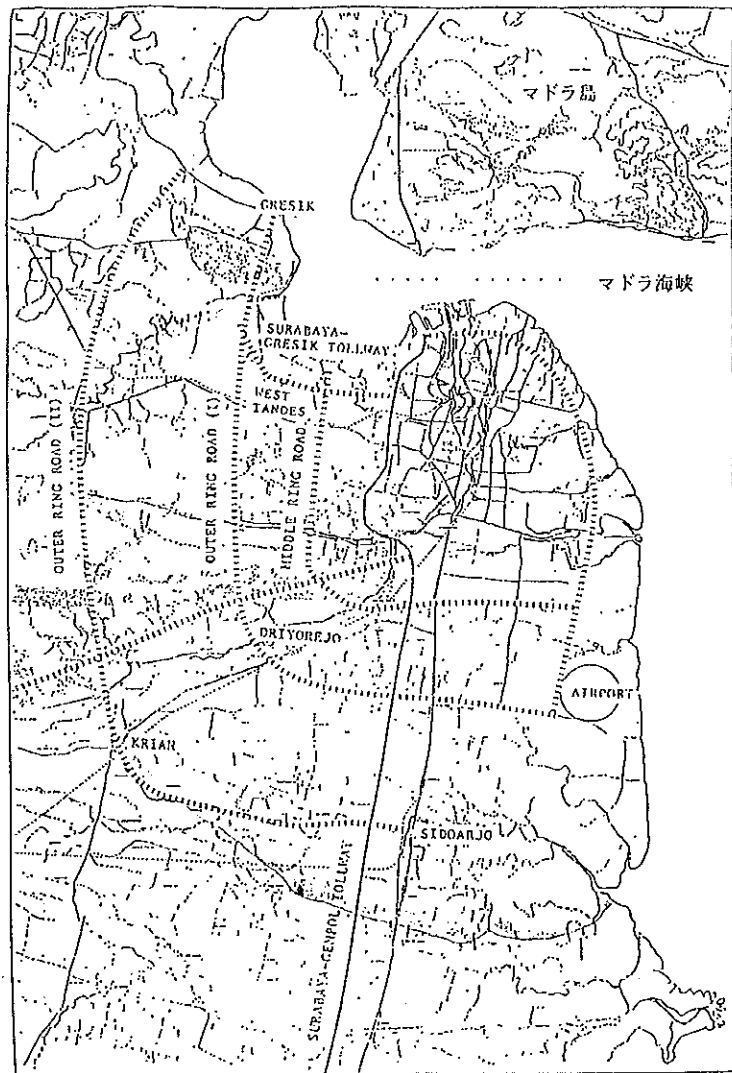 マドラ島
GRESIK
マドラ海峡
SURABAYA-
GRESIK TOLLWAY
WEST
TANDES
OUTER RING ROAD (II)
OUTER RING ROAD (I)
MIDDLE RING ROAD
DRIYOREJO
AIRPORT
KRIAN
SIDOARJO
SURABAYA-GENPOL TOLLWAY